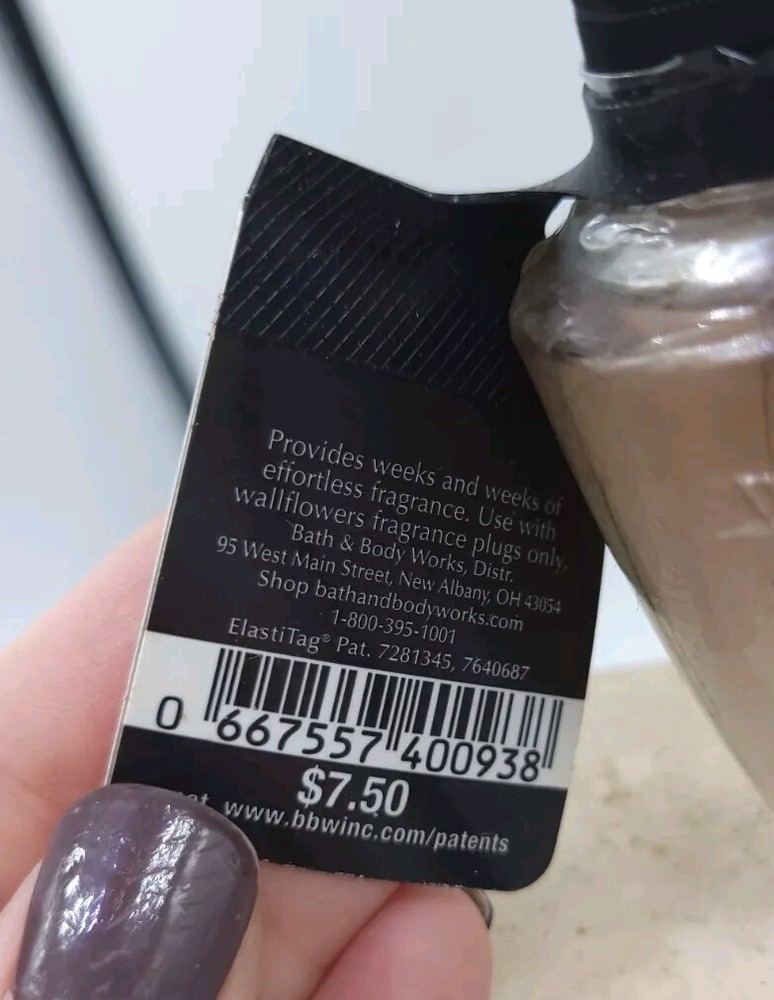 Provides weeks and weeks of
effortless fragrance. Use with
wallflowers fragrance plugs only.
Bath & Body Works, Distr.
95 West Main Street, New Albany, OH 43054
Shop bathandbodyworks.com
1-800-395-1001
ElastiTag® Pat. 7281345, 7640687
0 667557 400938
$7.50
www.bbwinc.com/patents